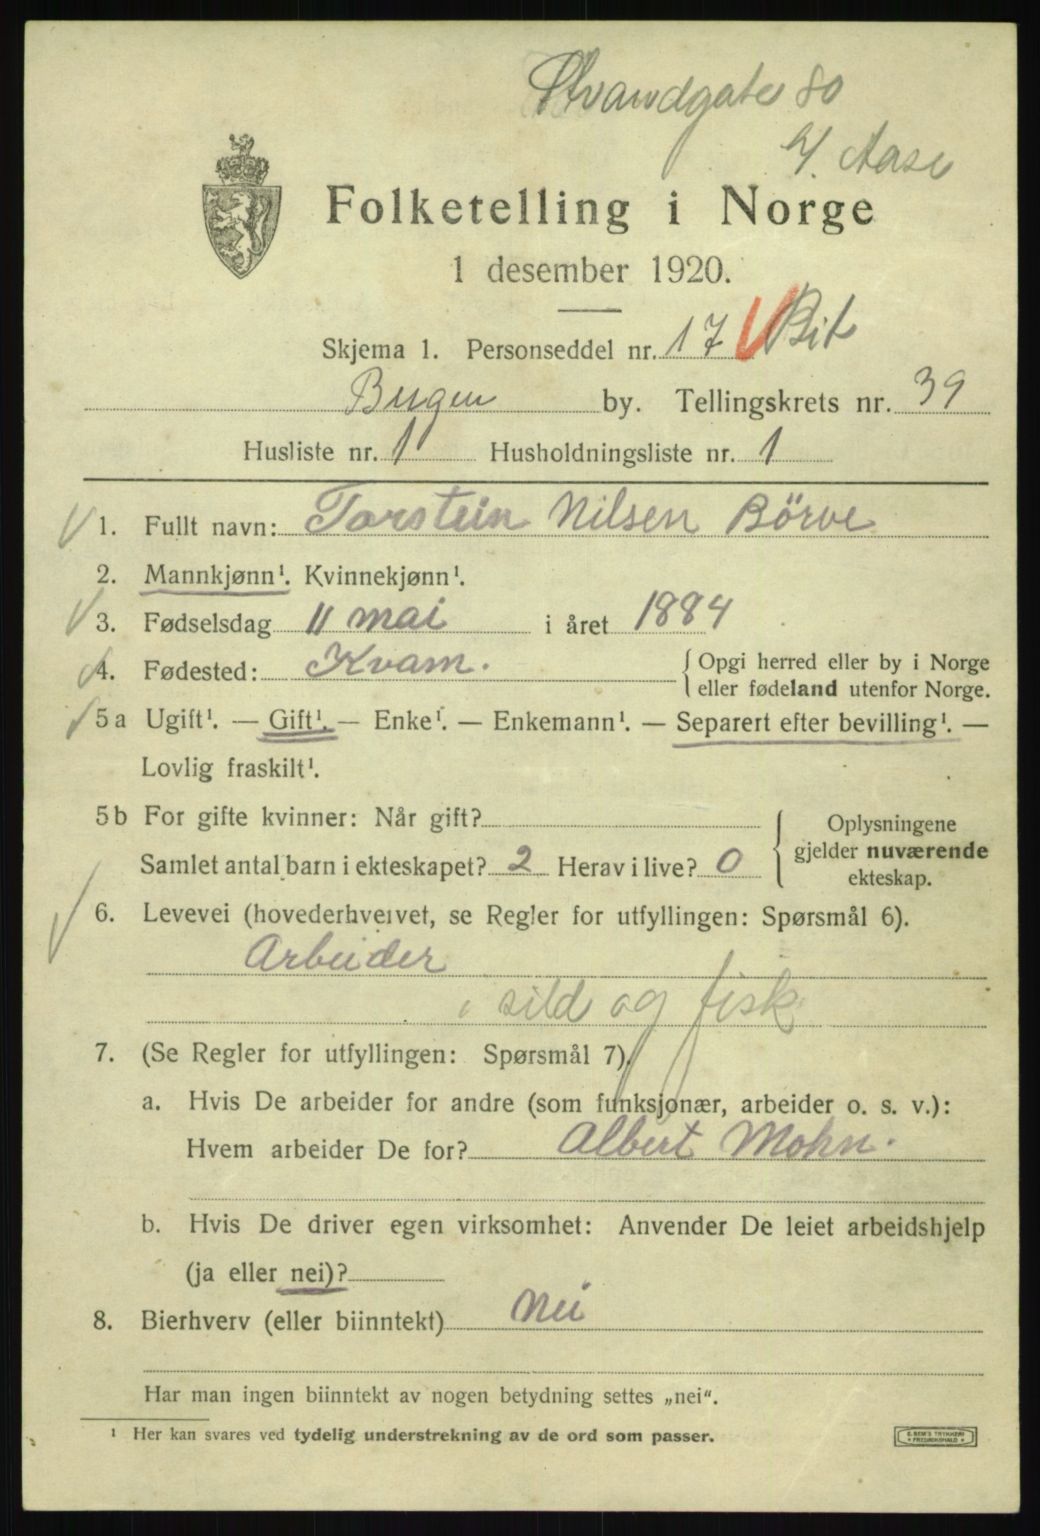 Strandgate 80
Aase
Folketelling i Norge
1 desember 1920.
Skjema 1. Personseddel nr. 17 Bit
Bergen by. Tellingskrets nr. 39
Husliste nr. 1 Husholdningsliste nr. 1
1. Fullt navn: Torstein Nilsen Börve
2. Mannkjønn¹. Kvinnekjønn¹.
3. Fødselsdag 11 mai i året 1884
4. Fødested: Kvam. Opgi herred eller by i Norge
eller fødeland utenfor Norge.
5a Ugift¹. — Gift¹. — Enke¹. — Enkemann¹. — Separert efter bevilling¹. —
Lovlig fraskilt¹.
5b For gifte kvinner: Når gift?
Samlet antal barn i ekteskapet? 2 Herav i live? 0
Oplysningene
gjelder nuværende
ekteskap.
6. Levevei (hovederhvervet, se Regler for utfyllingen: Spørsmål 6).
Arbeider
i sild og fisk
7. (Se Regler for utfyllingen: Spørsmål 7).
a. Hvis De arbeider for andre (som funksjonær, arbeider o. s. v.):
Hvem arbeider De for? Albert Mohn.
b. Hvis De driver egen virksomhet: Anvender De leiet arbeidshjelp
(ja eller nei)?
8. Bierhverv (eller biinntekt) Nei
Har man ingen biinntekt av nogen betydning settes „nei“.
¹ Her kan svares ved tydelig understrekning av de ord som passer.